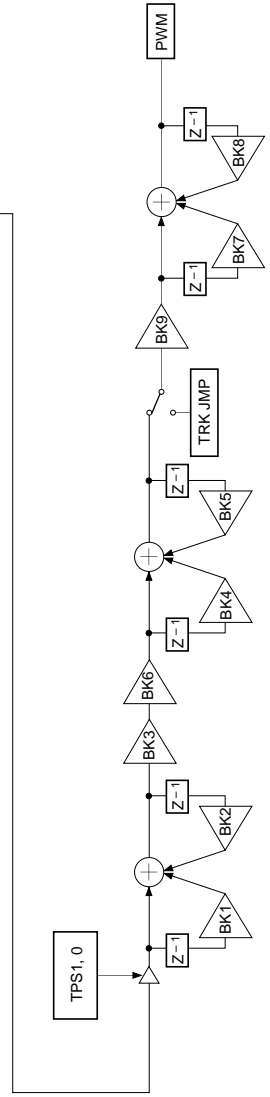 TPS1, 0
Z – 1
BK1
BK2
Z – 1
BK3
BK6
Z – 1
BK4
BK5
Z – 1
TRK JMP
BK9
Z – 1
BK7
BK8
Z – 1
PWM